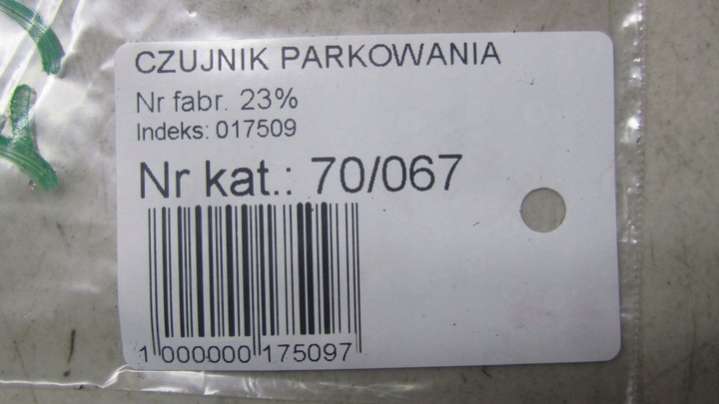 CZUJNIK PARKOWANIA
Nr fabr. 23%
Indeks: 017509
Nr kat.: 70/067
1 000000 175097